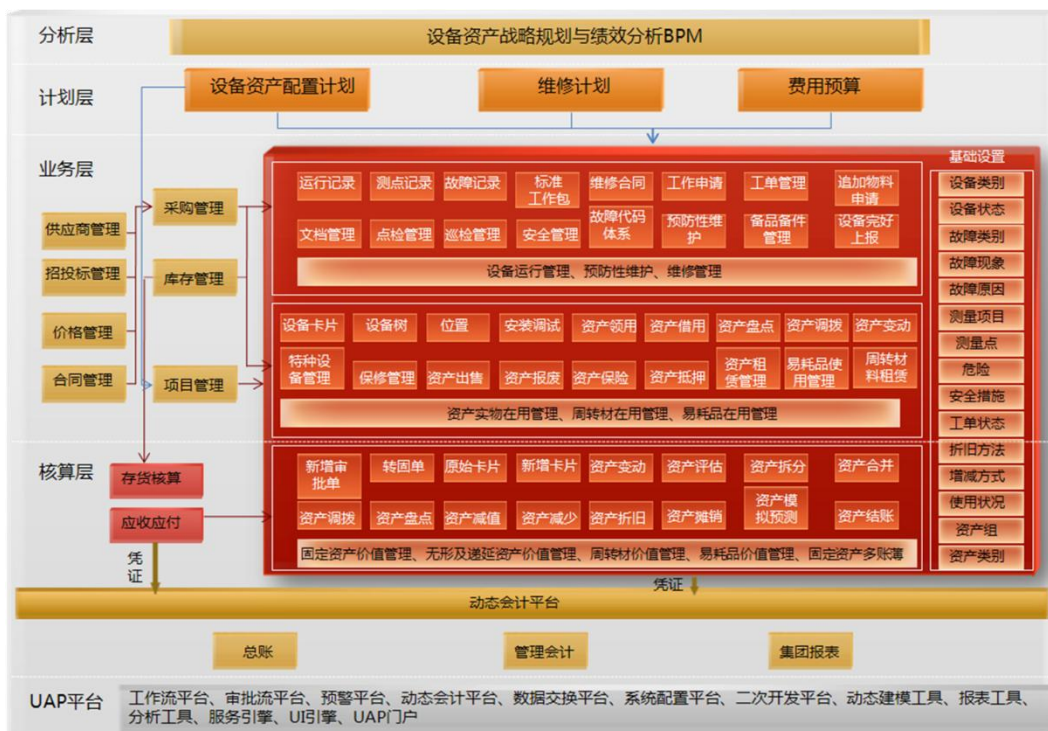 分析层
设备资产战略规划与绩效分析BPM
计划层
设备资产配置计划
维修计划
费用预算
业务层
供应商管理
招投标管理
价格管理
合同管理
采购管理
库存管理
项目管理
运行记录
测点记录
故障记录
标准
工作包
维修合同
工作申请
工单管理
追加物料
申请
文档管理
点检管理
巡检管理
安全管理
故障代码
体系
预防性维
护
备品备件
管理
设备完好
上报
设备运行管理、预防性维护、维修管理
设备卡片
设备树
位置
安装调试
资产领用
资产借用
资产盘点
资产调拨
资产变动
特种设
备管理
保修管理
资产出售
资产报废
资产保险
资产抵押
资产租
赁管理
易耗品使
用管理
周转材
料租赁
资产实物在用管理、周转材在用管理、易耗品在用管理
核算层
存货核算
应收应付
新增审
批单
转固单
原始卡片
新增卡片
资产变动
资产评估
资产拆分
资产合并
资产调拨
资产盘点
资产减值
资产减少
资产折旧
资产摊销
资产模
拟预测
资产结账
固定资产价值管理、无形及递延资产价值管理、周转材价值管理、易耗品价值管理、固定资产多账簿
基础设置
设备类别
设备状态
故障类别
故障现象
故障原因
测量项目
测量点
危险
安全措施
工单状态
折旧方法
增减方式
使用状况
资产组
资产类别
凭
证
凭证
动态会计平台
总账
管理会计
集团报表
UAP平台
工作流平台、审批流平台、预警平台、动态会计平台、数据交换平台、系统配置平台、二次开发平台、动态建模工具、报表工具、
分析工具、服务引擎、UI引擎、UAP门户